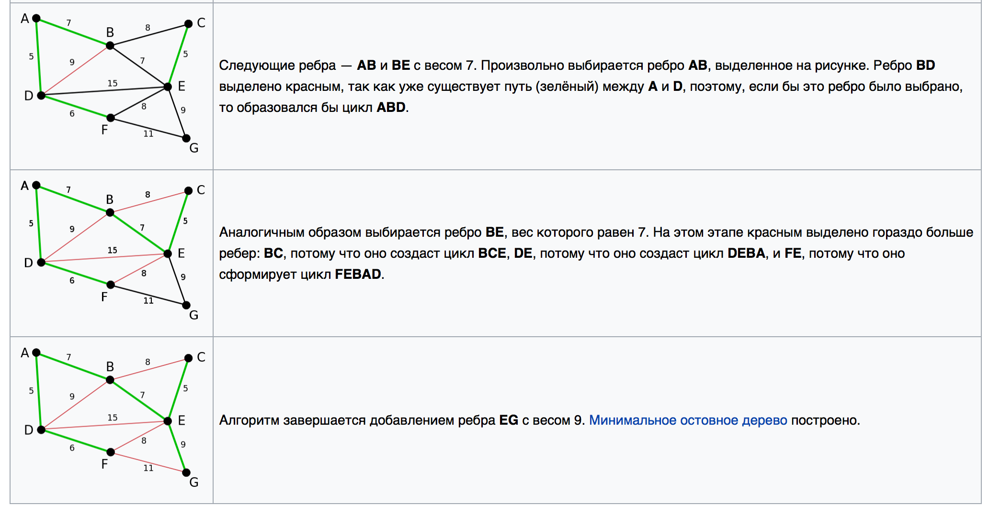 A
7
B
8
C
5
9
7
5
15
E
D
6
8
9
F
11
G
Следующие ребра — AB и BE с весом 7. Произвольно выбирается ребро AB, выделенное на рисунке. Ребро BD
выделено красным, так как уже существует путь (зелёный) между A и D, поэтому, если бы это ребро было выбрано,
то образовался бы цикл ABD.
A
7
B
8
C
5
9
7
5
15
E
D
6
8
9
F
11
G
Аналогичным образом выбирается ребро BE, вес которого равен 7. На этом этапе красным выделено гораздо больше
ребер: BC, потому что оно создаст цикл BCE, DE, потому что оно создаст цикл DEBA, и FE, потому что оно
сформирует цикл FEBAD.
A
7
B
8
C
5
9
7
5
15
E
D
6
8
9
F
11
G
Алгоритм завершается добавлением ребра EG с весом 9. Минимальное остовное дерево построено.